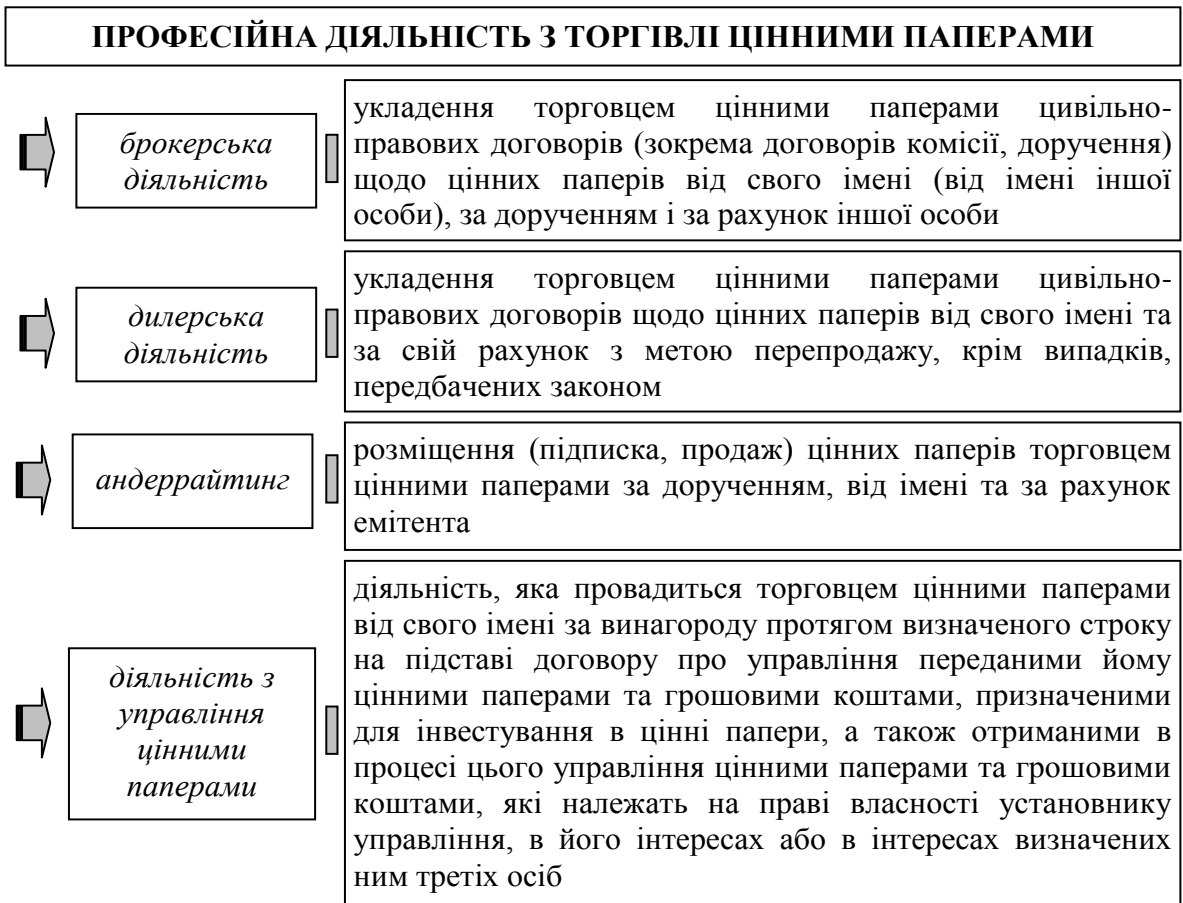 ПРОФЕСІЙНА ДІЯЛЬНІСТЬ З ТОРГІВЛІ ЦІННИМИ ПАПЕРАМИ
брокерська
діяльність
укладення торговцем цінними паперами цивільно-
правових договорів (зокрема договорів комісії, доручення)
щодо цінних паперів від свого імені (від імені іншої
особи), за дорученням і за рахунок іншої особи
дилерська
діяльність
укладення торговцем цінними паперами цивільно-
правових договорів щодо цінних паперів від свого імені та
за свій рахунок з метою перепродажу, крім випадків,
передбачених законом
андеррайтинг
розміщення (підписка, продаж) цінних паперів торговцем
цінними паперами за дорученням, від імені та за рахунок
емітента
діяльність з
управління
цінними
паперами
діяльність, яка провадиться торговцем цінними паперами
від свого імені за винагороду протягом визначеного строку
на підставі договору про управління переданими йому
цінними паперами та грошовими коштами, призначеними
для інвестування в цінні папери, а також отриманими в
процесі цього управління цінними паперами та грошовими
коштами, які належать на праві власності установнику
управління, в його інтересах або в інтересах визначених
ним третіх осіб